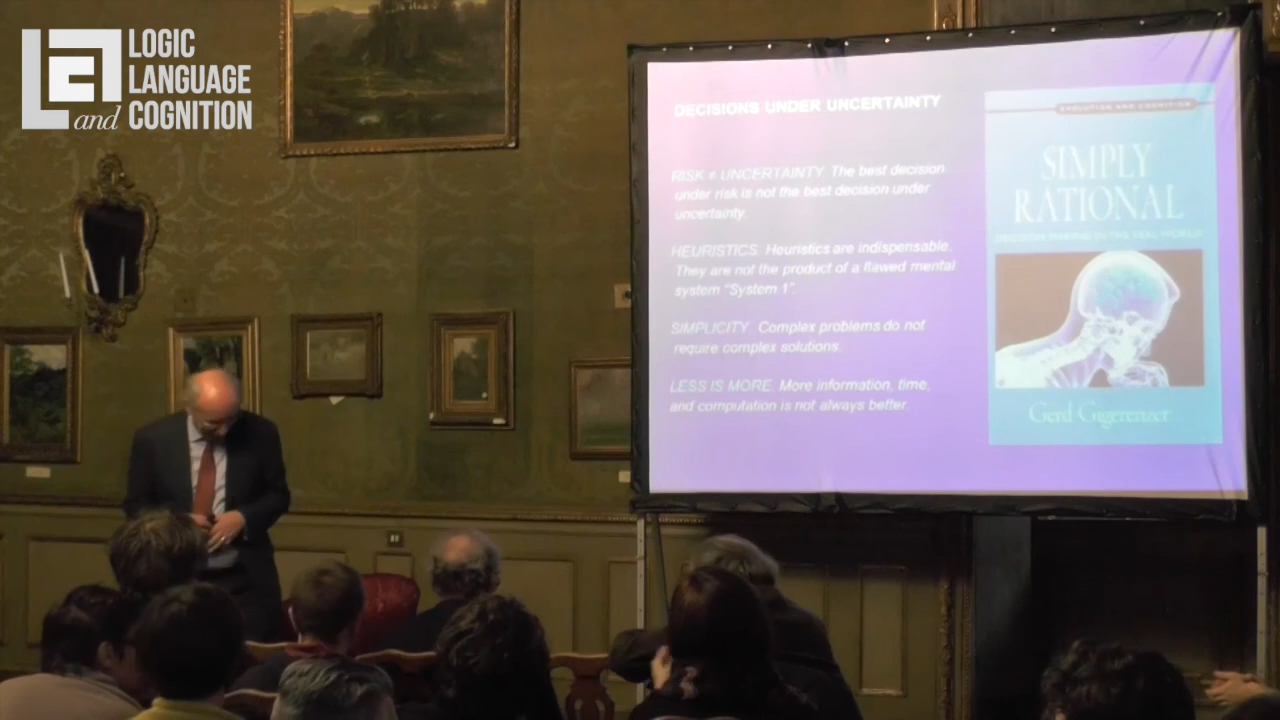 LOGIC
LANGUAGE
and COGNITION
DECISIONS UNDER UNCERTAINTY
RISK ≠ UNCERTAINTY. The best decision
under risk is not the best decision under
uncertainty.
HEURISTICS. Heuristics are indispensable.
They are not the product of a flawed mental
system “System 1”.
SIMPLICITY. Complex problems do not
require complex solutions.
LESS IS MORE. More information, time,
and computation is not always better.
EVOLUTION AND COGNITION
SIMPLY
RATIONAL
DECISION MAKING IN THE REAL WORLD
Gerd Gigerenzer